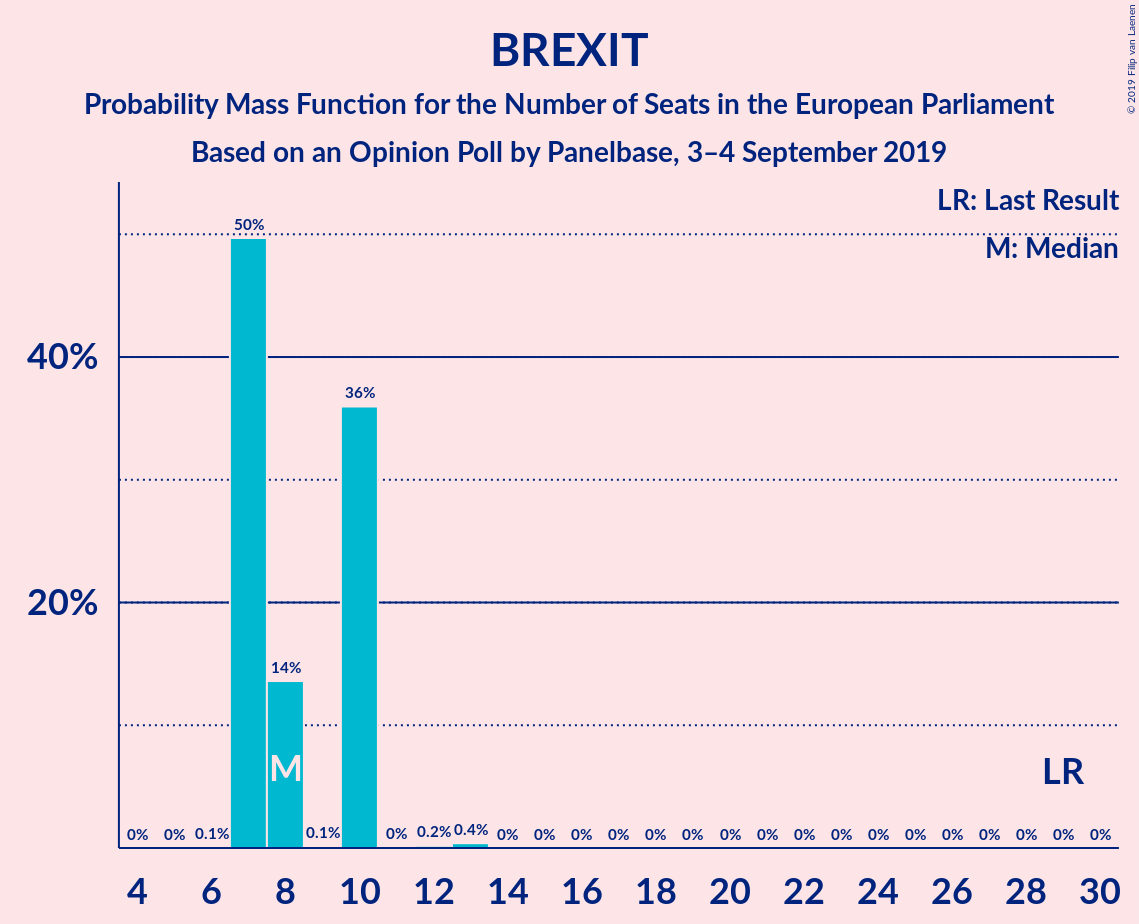 BREXIT
Probability Mass Function for the Number of Seats in the European Parliament
Based on an Opinion Poll by Panelbase, 3–4 September 2019
© 2019 Filip van Laenen
LR: Last Result
M: Median
50%
40%
36%
20%
14%
M
LR
0% 0% 0.1% 0.1% 0% 0.2% 0.4% 0% 0% 0% 0% 0% 0% 0% 0% 0% 0% 0% 0% 0% 0% 0% 0% 0%
4 6 8 10 12 14 16 18 20 22 24 26 28 30